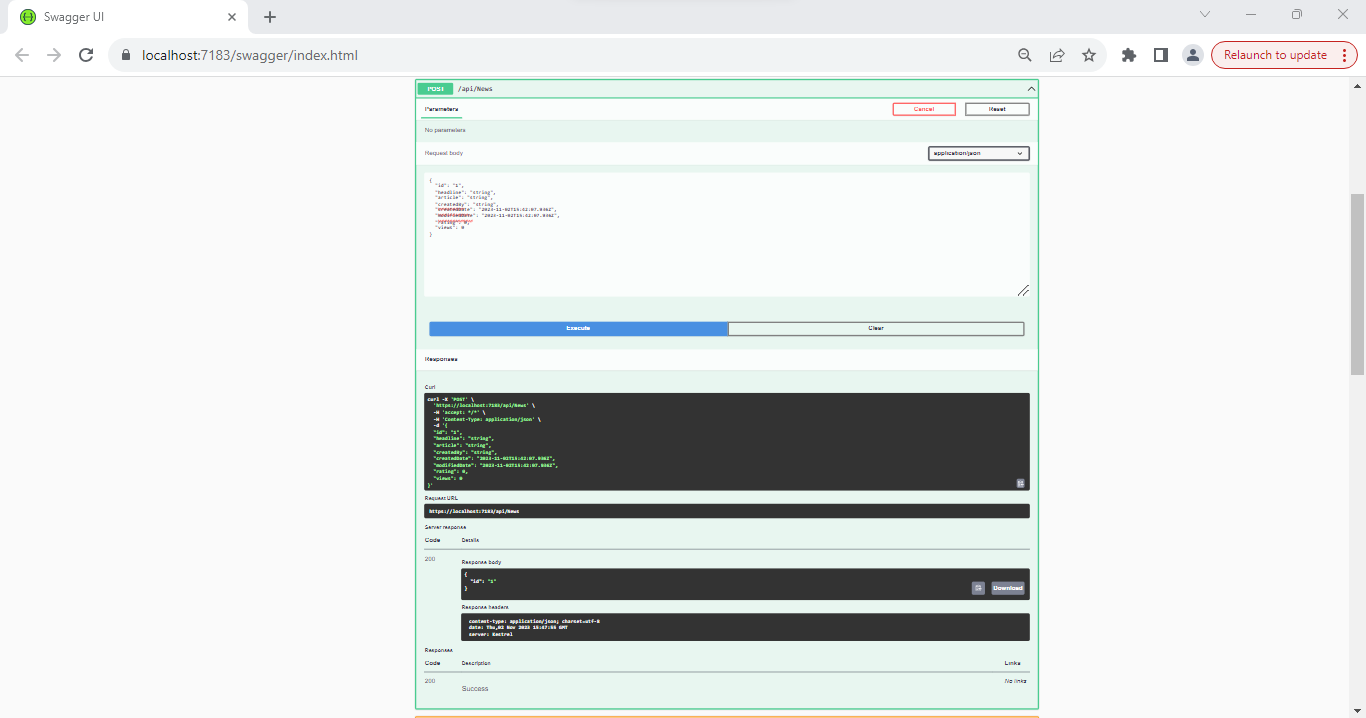 Swagger UI
localhost:7183/swagger/index.html
Relaunch to update
POST /api/News
Parameters
Cancel
Reset
No parameters
Request body
application/json
{
"id": "1",
"headline": "string",
"article": "string",
"createdBy": "string",
"createdDate": "2023-11-02T15:42:07.936Z",
"modifiedDate": "2023-11-02T15:42:07.936Z",
"rating": 0,
"views": 0
}
Execute
Clear
Responses
Curl
curl -X 'POST' \
'https://localhost:7183/api/News' \
-H 'accept: */*' \
-H 'Content-Type: application/json' \
-d '{
"id": "1",
"headline": "string",
"article": "string",
"createdBy": "string",
"createdDate": "2023-11-02T15:42:07.936Z",
"modifiedDate": "2023-11-02T15:42:07.936Z",
"rating": 0,
"views": 0
}'
Request URL
https://localhost:7183/api/News
Server response
Code Details
200
Response body
{
"id": "1"
}
Download
Response headers
content-type: application/json; charset=utf-8
date: Thu,02 Nov 2023 15:47:55 GMT
server: Kestrel
Responses
Code Description Links
200 No links
Success